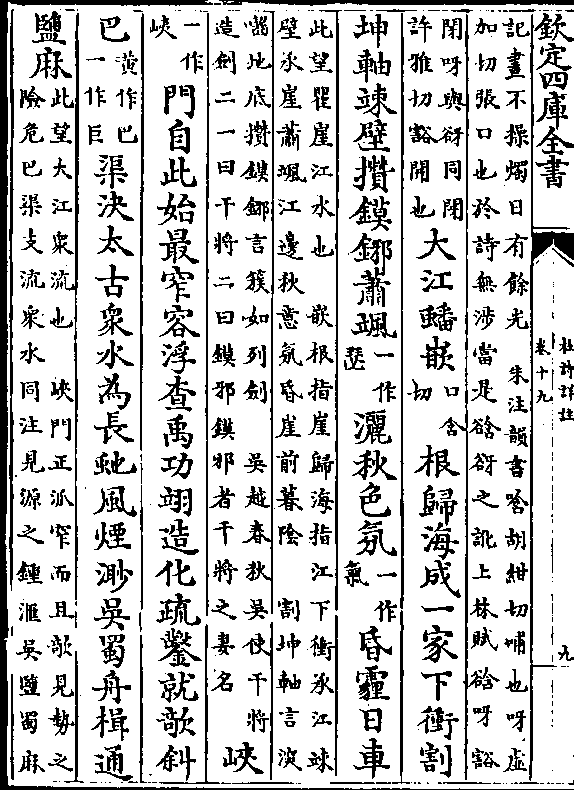 欽定四庫全書
杜詩詳註
卷十九
九
記晝不操燭日有餘光　朱注韻書唅胡紺切哺也呀虛
加切張口也於詩無涉當是谽谺之訛上林賦谽呀豁
閜呀與谺同閜
許雅切豁開也
大江蟠嵌
口含
切
根歸海成一家下衝割
坤軸竦壁攢鏌鋣蕭颯
一作
瑟
灑秋色氛
一作
氣
昏霾日車
此望瞿崖江水也　嵌根指崖歸海指江下衝承江竦
壁承崖蕭颯江邊秋意氛昏崖前暮陰　割坤軸言湥
嚙地底攢鏌鋣言簇如列劍　吳越春秋吳使干將
造劍二一曰干將二曰鏌邪鏌邪者干將之妻名
峽
一作
峽
門自此始最窄容浮查禹功翊造化疏鑿就欹斜
巴
黄作巴
一作巨
渠決太古衆水為長虵風煙渺吳蜀舟楫通
鹽麻
此望大江衆流也　峽門正派窄而且欹見勢之
險危巴渠支流衆水同注見源之鍾滙吳鹽蜀麻